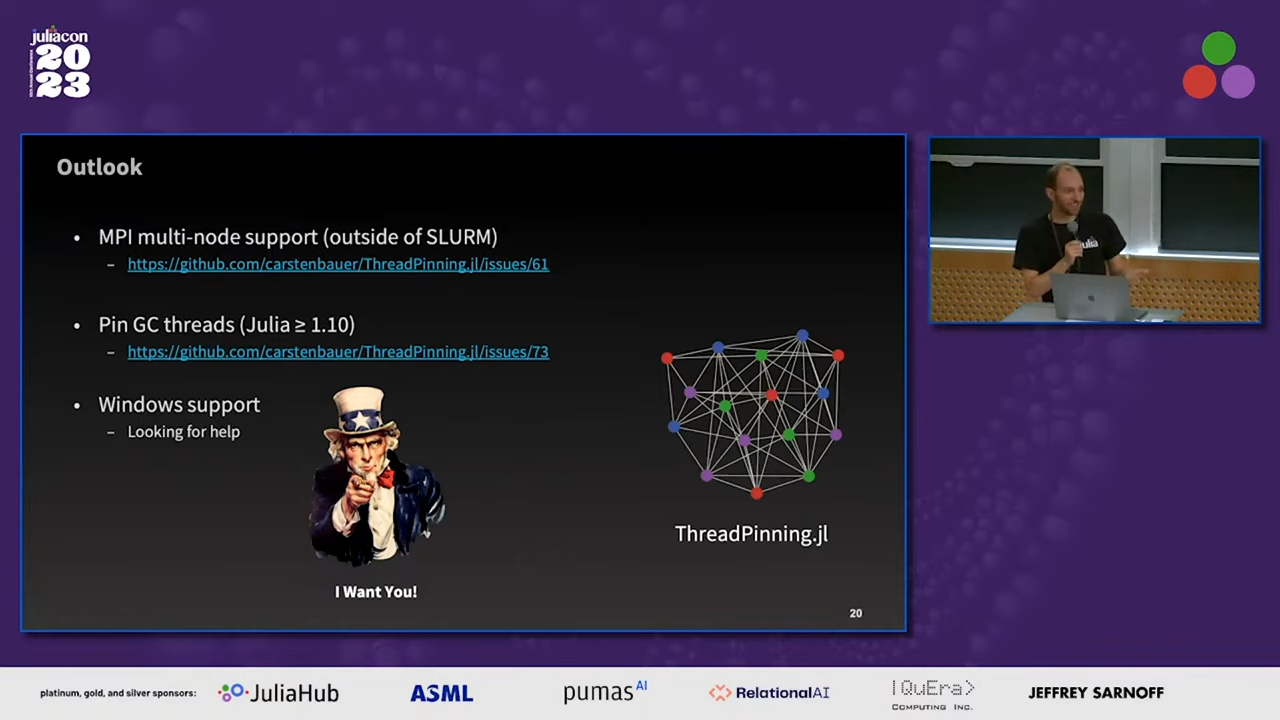 juliacon
20
23
Outlook
• MPI multi-node support (outside of SLURM)
– https://github.com/carstenbauer/ThreadPinning.jl/issues/61
• Pin GC threads (Julia ≥ 1.10)
– https://github.com/carstenbauer/ThreadPinning.jl/issues/73
• Windows support
– Looking for help
I Want You!
ThreadPinning.jl
20
platinum, gold, and silver sponsors:
JuliaHub
ASML
pumas AI
RelationalAI
|QuEra>
COMPUTING INC.
JEFFREY SARNOFF